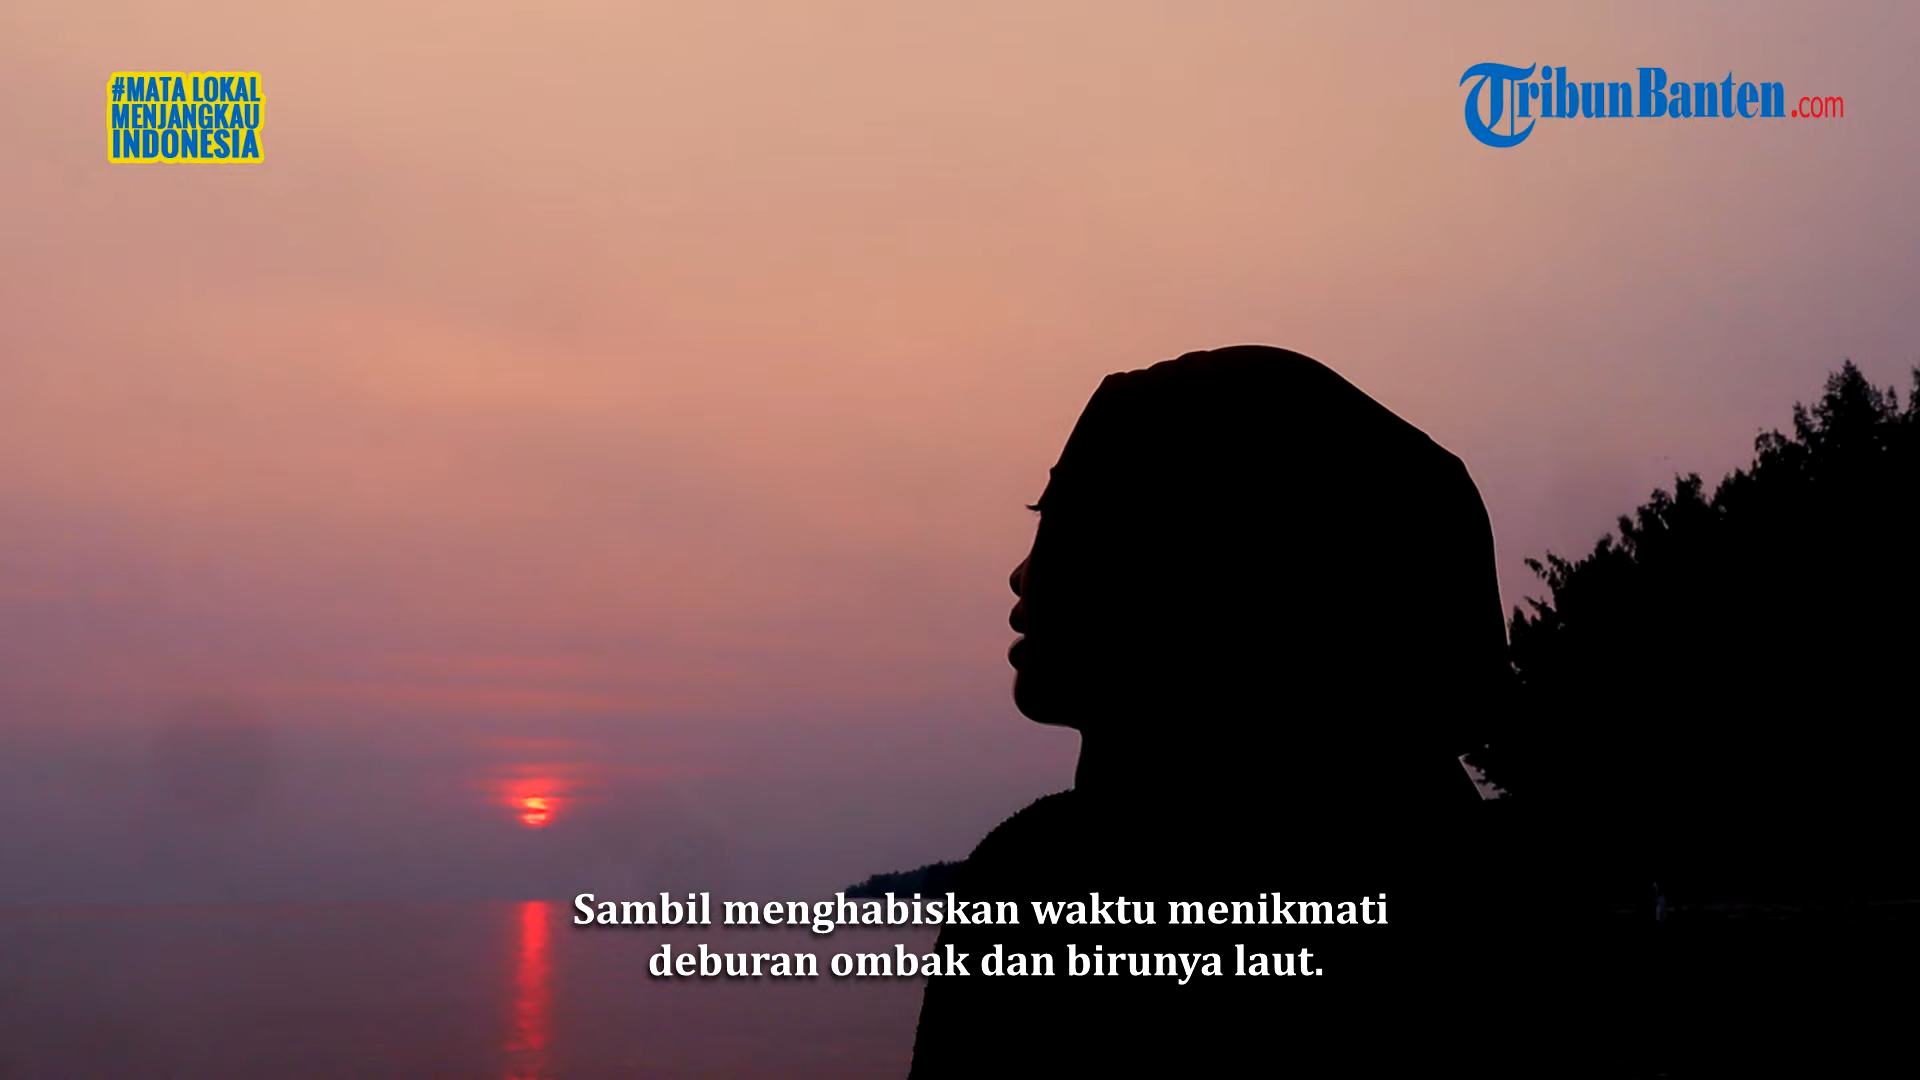 #MATA LOKAL
MENJANGKAU
INDONESIA
TribunBanten.com
Sambil menghabiskan waktu menikmati
deburan ombak dan birunya laut.